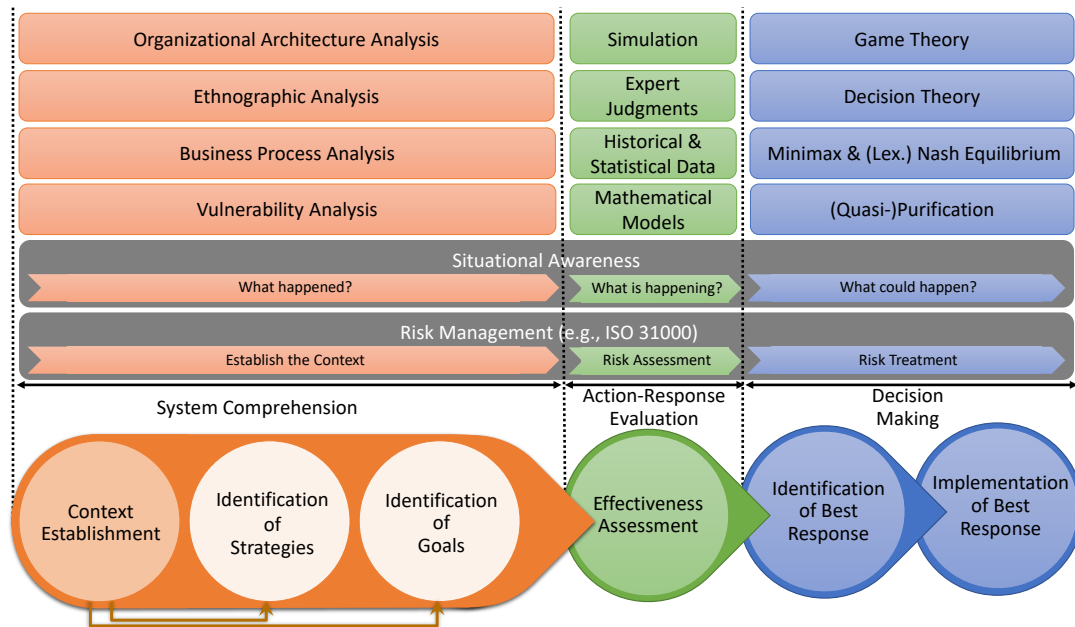 Organizational Architecture Analysis
Simulation
Game Theory
Ethnographic Analysis
Expert
Judgments
Decision Theory
Business Process Analysis
Historical &
Statistical Data
Minimax & (Lex.) Nash Equilibrium
Vulnerability Analysis
Mathematical
Models
(Quasi-)Purification
Situational Awareness
What happened?
What is happening?
What could happen?
Risk Management (e.g., ISO 31000)
Establish the Context
Risk Assessment
Risk Treatment
System Comprehension
Action-Response
Evaluation
Decision
Making
Context
Establishment
Identification
of
Strategies
Identification
of
Goals
Effectiveness
Assessment
Identification
of Best
Response
Implementation
of Best
Response